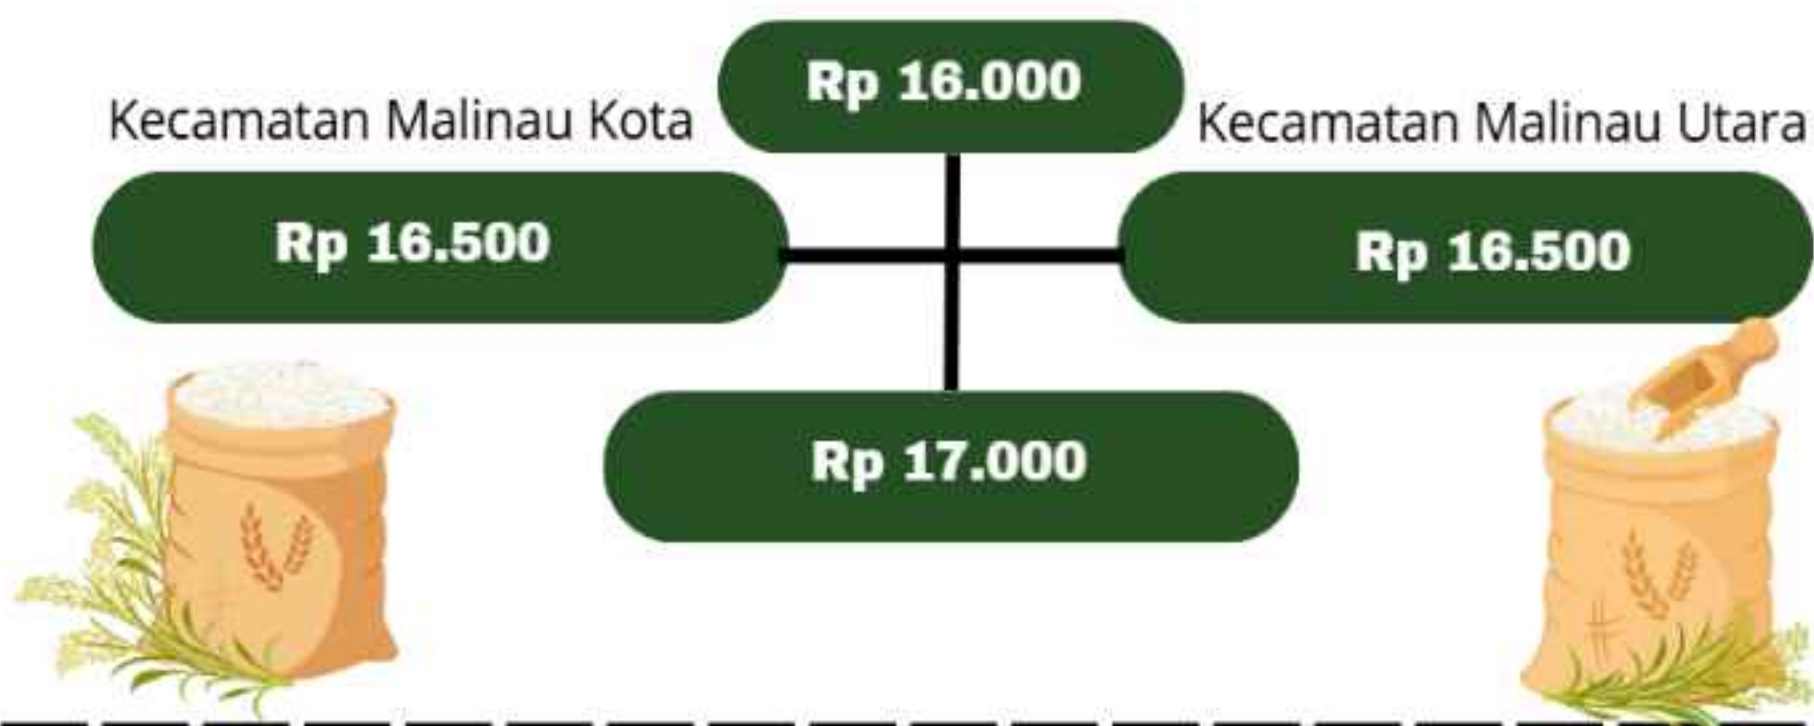 Rp 16.000
Kecamatan Malinau Kota
Kecamatan Malinau Utara
Rp 16.500
Rp 16.500
Rp 17.000